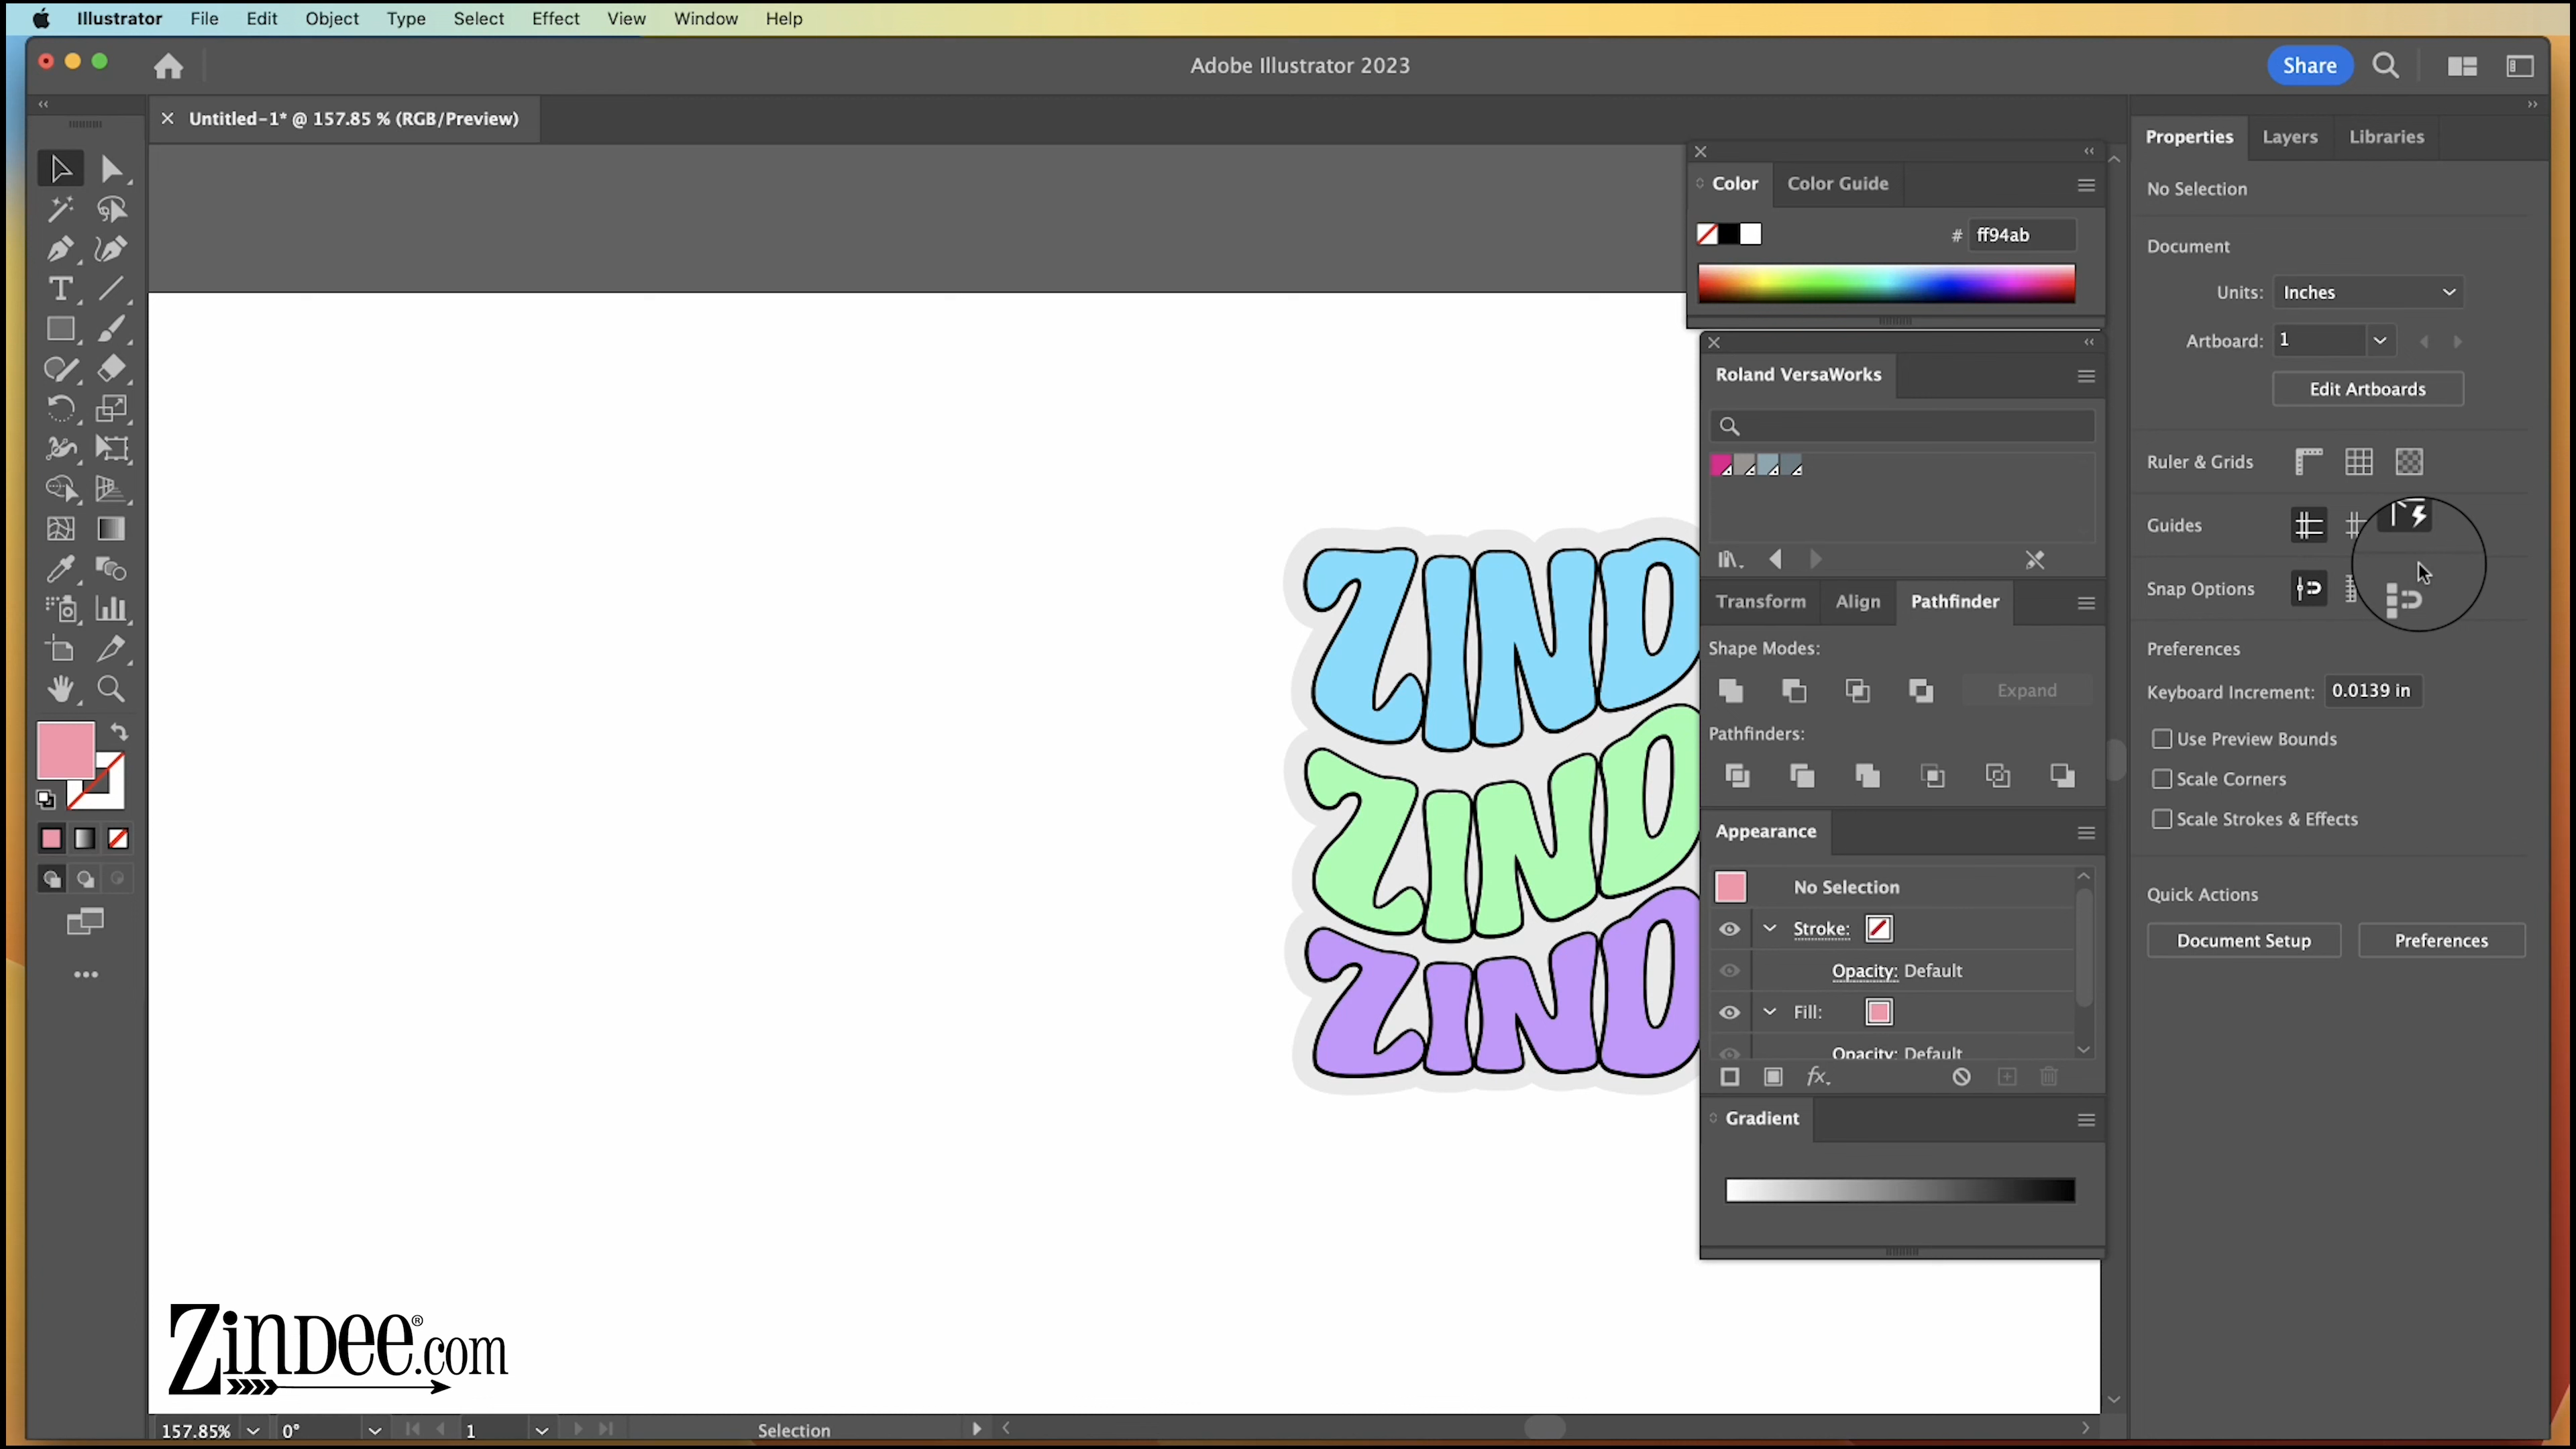 Illustrator File Edit Object Type Select Effect View Window Help
Adobe Illustrator 2023
Share
× Untitled-1* @ 157.85 % (RGB/Preview)
Properties Layers Libraries
No Selection
Document
Units: Inches
Artboard: 1
Edit Artboards
Ruler & Grids
Guides
Snap Options
Preferences
Keyboard Increment: 0.0139 in
Use Preview Bounds
Scale Corners
Scale Strokes & Effects
Quick Actions
Document Setup Preferences
Color Color Guide
# ff94ab
Roland VersaWorks
Transform Align Pathfinder
Shape Modes:
Expand
Pathfinders:
Appearance
No Selection
Stroke:
Opacity: Default
Fill:
Opacity: Default
fx
Gradient
ZIND
ZIND
ZIND
Zindee®.com
157.85% 0° 1 Selection